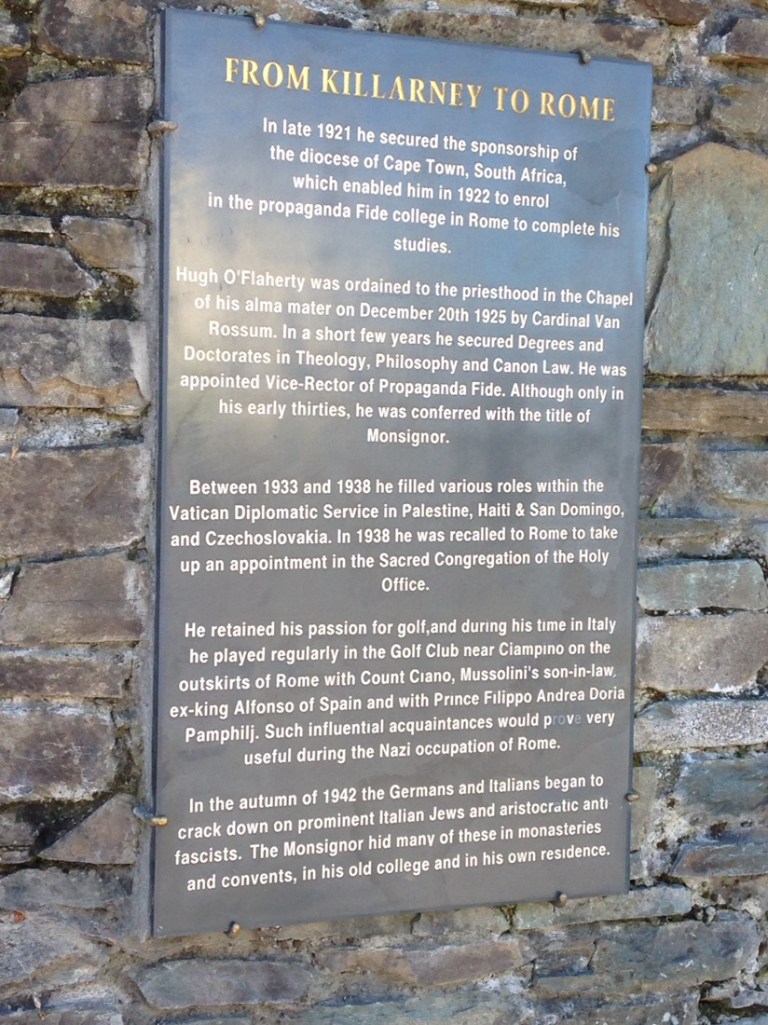 FROM KILLARNEY TO ROME
In late 1921 he secured the sponsorship of
the diocese of Cape Town, South Africa,
which enabled him in 1922 to enrol
in the propaganda Fide college in Rome to complete his
studies.
Hugh O'Flaherty was ordained to the priesthood in the Chapel
of his alma mater on December 20th 1925 by Cardinal Van
Rossum. In a short few years he secured Degrees and
Doctorates in Theology, Philosophy and Canon Law. He was
appointed Vice-Rector of Propaganda Fide. Although only in
his early thirties, he was conferred with the title of
Monsignor.
Between 1933 and 1938 he filled various roles within the
Vatican Diplomatic Service in Palestine, Haiti & San Domingo,
and Czechoslovakia. In 1938 he was recalled to Rome to take
up an appointment in the Sacred Congregation of the Holy
Office.
He retained his passion for golf,and during his time in Italy
he played regularly in the Golf Club near Ciampino on the
outskirts of Rome with Count Ciano, Mussolini's son-in-law,
ex-king Alfonso of Spain and with Prince Filippo Andrea Doria
Pamphilj. Such influential acquaintances would prove very
useful during the Nazi occupation of Rome.
In the autumn of 1942 the Germans and Italians began to
crack down on prominent Italian Jews and aristocratic anti
fascists. The Monsignor hid many of these in monasteries
and convents, in his old college and in his own residence.